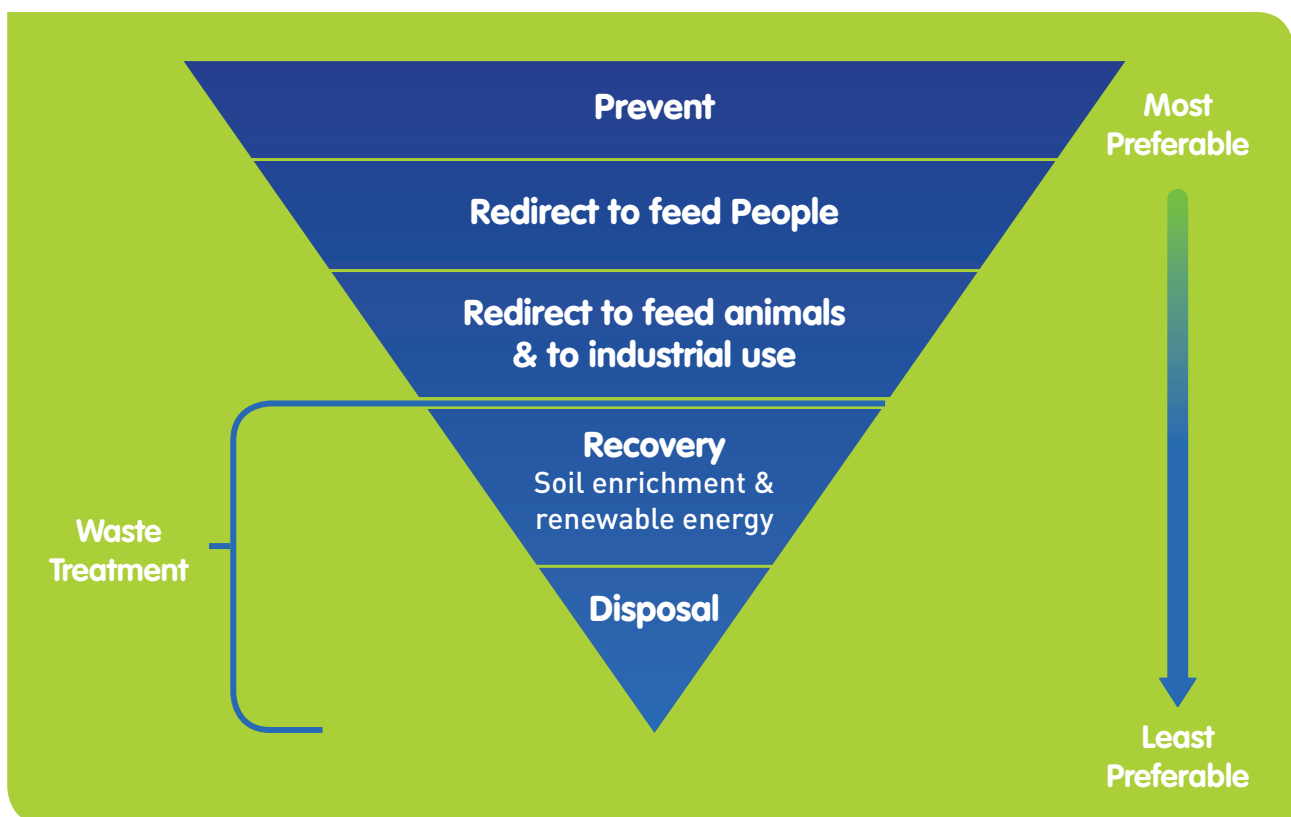 Prevent
Most
Preferable
Redirect to feed People
Redirect to feed animals
& to industrial use
Recovery
Soil enrichment &
renewable energy
Waste
Treatment
Disposal
Least
Preferable